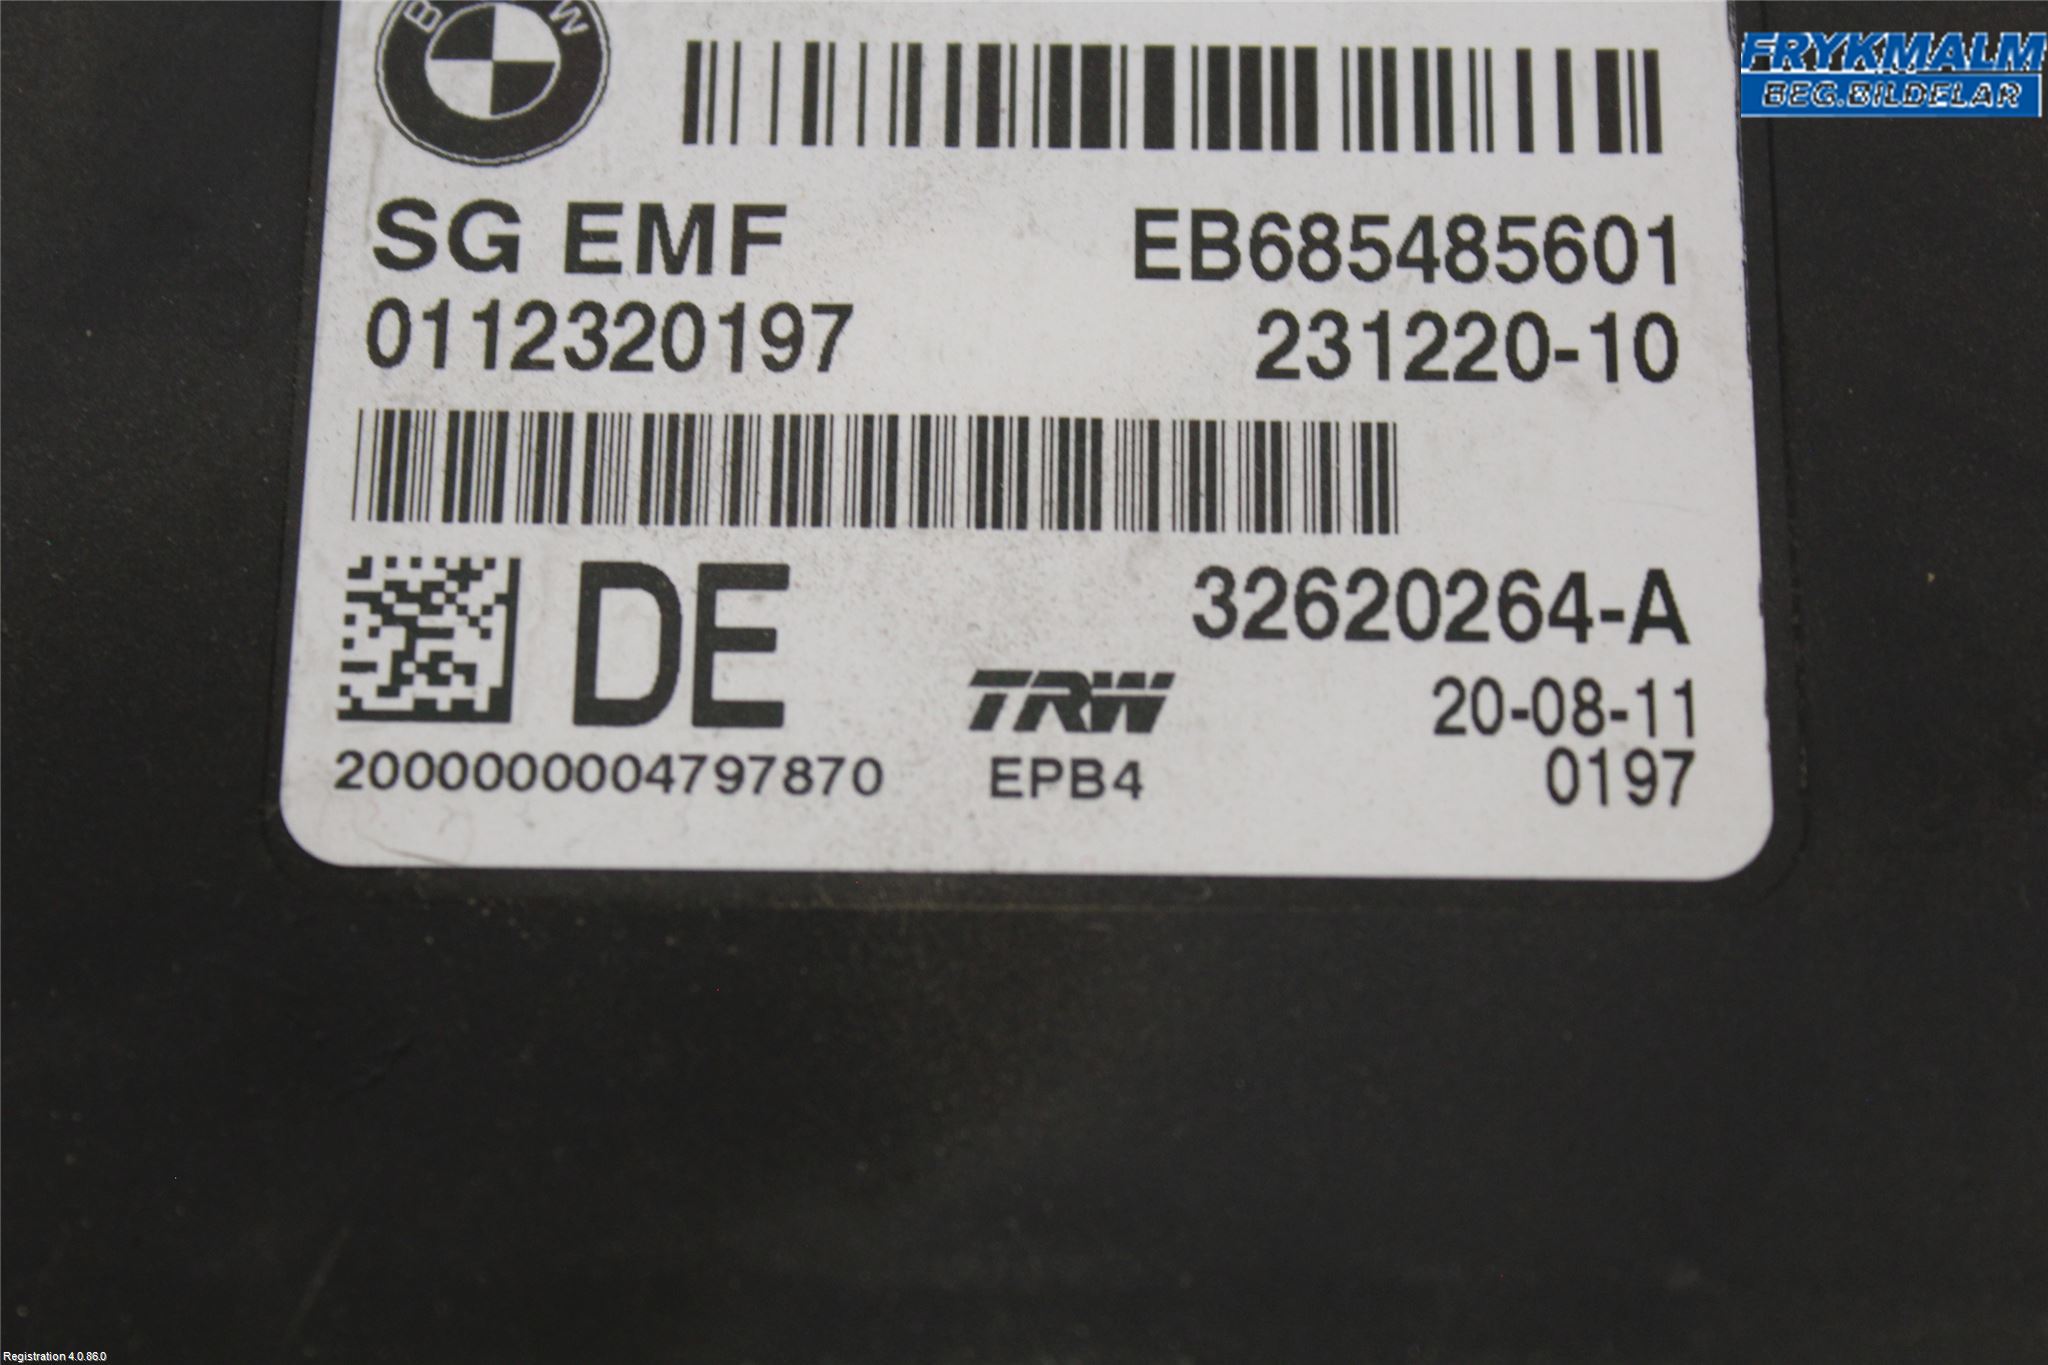 B W
FRYKMALM
BEG.BILDELAR
SG EMF
EB685485601
0112320197
231220-10
DE
32620264-A
TRW
20-08-11
2000000004797870
EPB4
0197
Registration 4.0.86.0